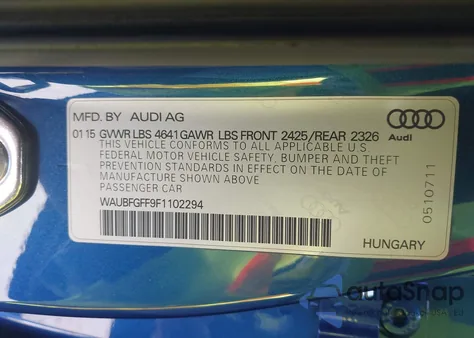 MFD. BY AUDI AG
01 15 GVWR LBS 4641 GAWR LBS FRONT 2425/REAR 2326
THIS VEHICLE CONFORMS TO ALL APPLICABLE U.S.
FEDERAL MOTOR VEHICLE SAFETY, BUMPER AND THEFT
PREVENTION STANDARDS IN EFFECT ON THE DATE OF
MANUFACTURE SHOWN ABOVE
PASSENGER CAR
WAUBFGFF9F1102294
Audi
0510711
HUNGARY
autoSnap